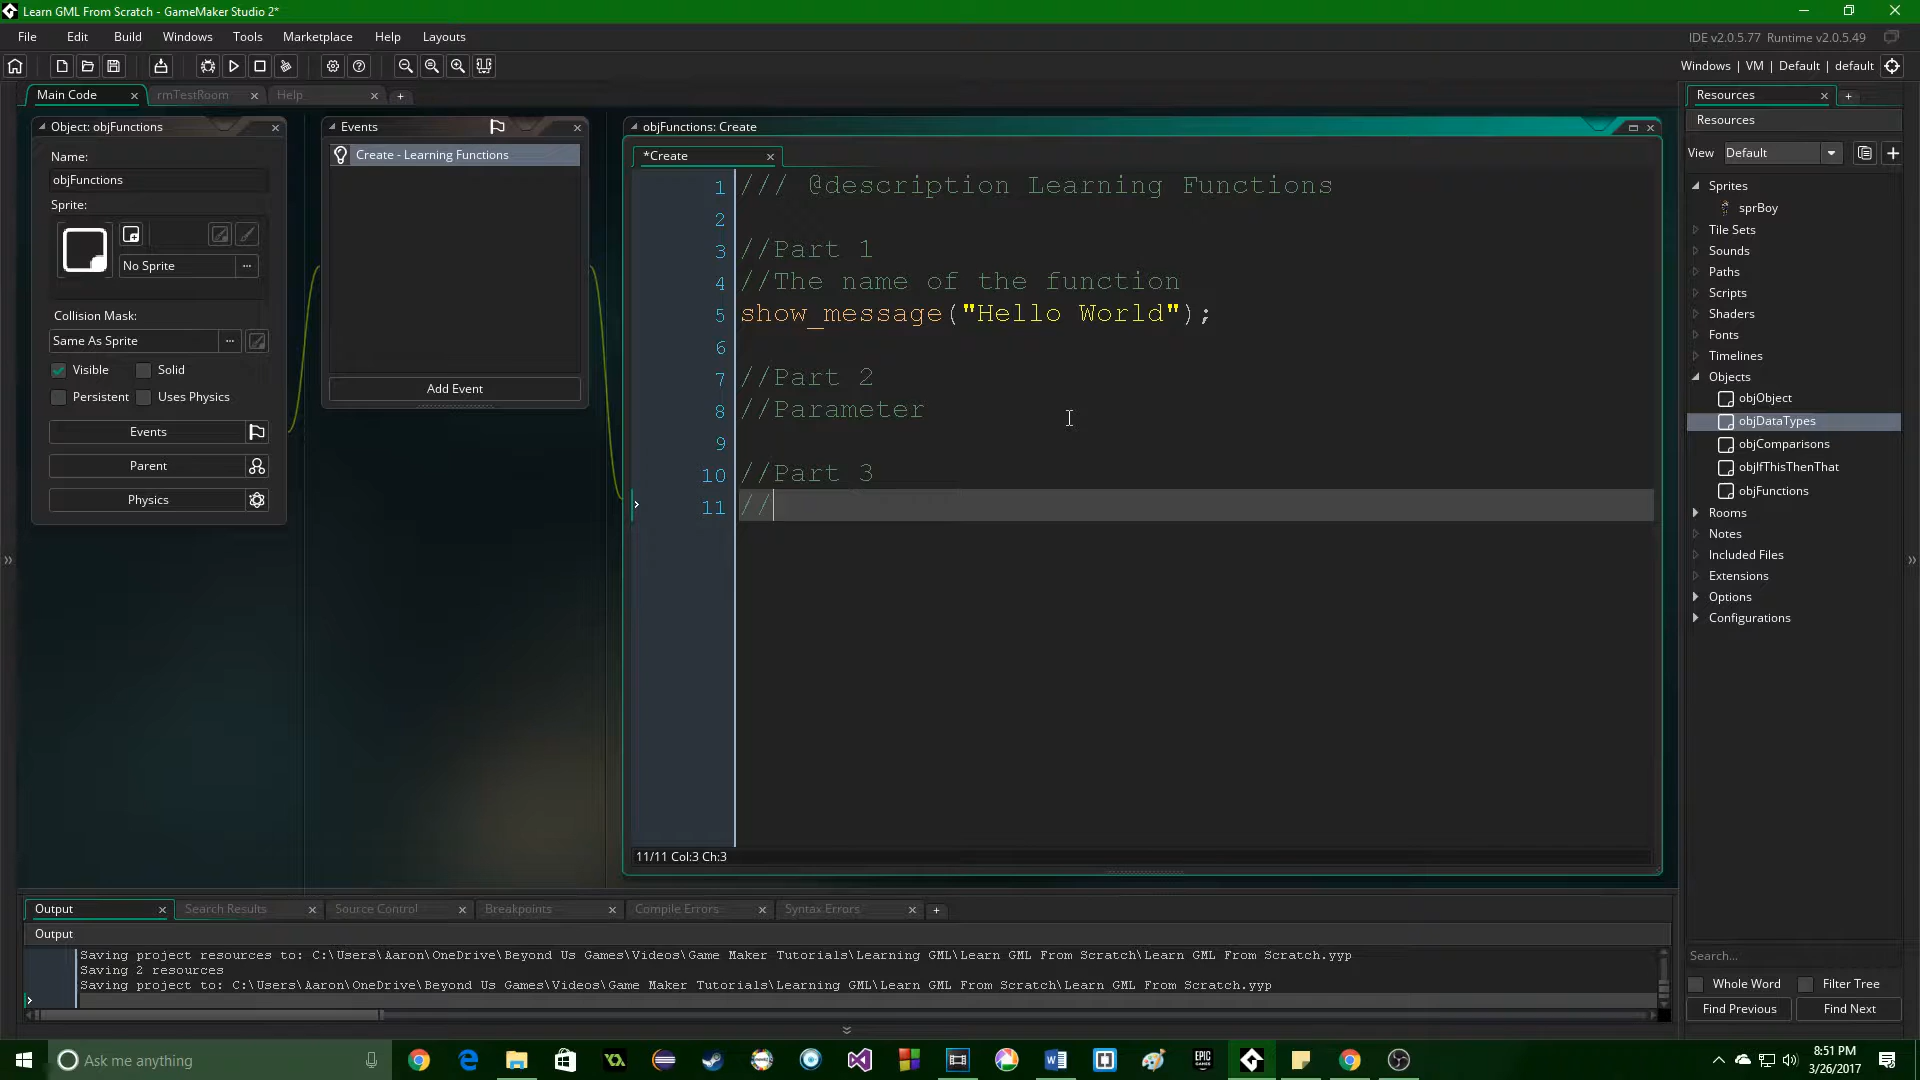 Learn GML From Scratch - GameMaker Studio 2*
File Edit Build Windows Tools Marketplace Help Layouts
IDE v2.0.5.77 Runtime v2.0.5.49
Windows | VM | Default | default
Main Code
rmTestRoom
Help
Object: objFunctions
Name:
objFunctions
Sprite:
No Sprite
Collision Mask:
Same As Sprite
Visible Solid
Persistent Uses Physics
Events
Parent
Physics
Events
Create - Learning Functions
Add Event
objFunctions: Create
*Create
1 /// @description Learning Functions
2
3 //Part 1
4 //The name of the function
5 show_message("Hello World");
6
7 //Part 2
8 //Parameter
9
10 //Part 3
11 //
11/11 Col:3 Ch:3
Resources
Resources
View Default
Sprites
sprBoy
Tile Sets
Sounds
Paths
Scripts
Shaders
Fonts
Timelines
Objects
objObject
objDataTypes
objComparisons
objIfThisThenThat
objFunctions
Rooms
Notes
Included Files
Extensions
Options
Configurations
Search...
Whole Word Filter Tree
Find Previous Find Next
Output Search Results Source Control Breakpoints Compile Errors Syntax Errors
Output
Saving project resources to: C:\Users\Aaron\OneDrive\Beyond Us Games\Videos\Game Maker Tutorials\Learning GML\Learn GML From Scratch\Learn GML From Scratch.yyp
Saving 2 resources
Saving project to: C:\Users\Aaron\OneDrive\Beyond Us Games\Videos\Game Maker Tutorials\Learning GML\Learn GML From Scratch\Learn GML From Scratch.yyp
Ask me anything
EPIC GAMES
8:51 PM
3/26/2017